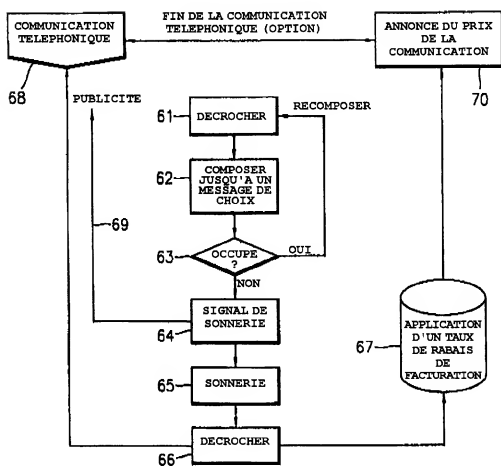 COMMUNICATION
TELEPHONIQUE
68
FIN DE LA COMMUNICATION
TELEPHONIQUE (OPTION)
ANNONCE DU PRIX
DE LA
COMMUNICATION
70
PUBLICITE
69
61
DECROCHER
RECOMPOSER
62
COMPOSER
JUSQU'A UN
MESSAGE DE
CHOIX
63
OCCUPE
?
OUI
NON
64
SIGNAL DE
SONNERIE
65
SONNERIE
66
DECROCHER
67
APPLICATION
D'UN TAUX
DE RABAIS
DE
FACTURATION